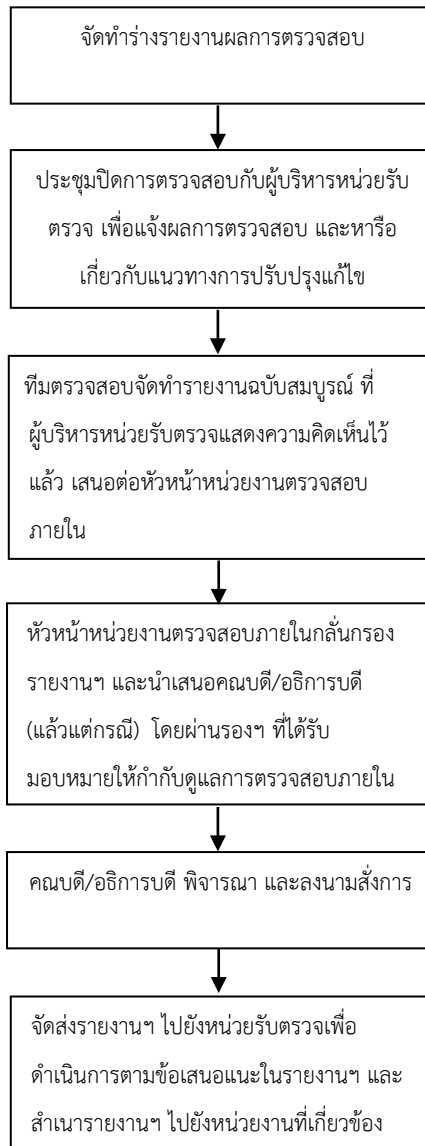 จัดทำร่างรายงานผลการตรวจสอบ
ประชุมปิดการตรวจสอบกับผู้บริหารหน่วยรับ
ตรวจ เพื่อแจ้งผลการตรวจสอบ และหารือ
เกี่ยวกับแนวทางการปรับปรุงแก้ไข
ทีมตรวจสอบจัดทำรายงานฉบับสมบูรณ์ ที่
ผู้บริหารหน่วยรับตรวจแสดงความคิดเห็นไว้
แล้ว เสนอต่อหัวหน้าหน่วยงานตรวจสอบ
ภายใน
หัวหน้าหน่วยงานตรวจสอบภายในกลั่นกรอง
รายงานฯ และนำเสนอคณบดี/อธิการบดี
(แล้วแต่กรณี) โดยผ่านรองฯ ที่ได้รับ
มอบหมายให้กำกับดูแลการตรวจสอบภายใน
คณบดี/อธิการบดี พิจารณา และลงนามสั่งการ
จัดส่งรายงานฯ ไปยังหน่วยรับตรวจเพื่อ
ดำเนินการตามข้อเสนอแนะในรายงานฯ และ
สำเนารายงานฯ ไปยังหน่วยงานที่เกี่ยวข้อง